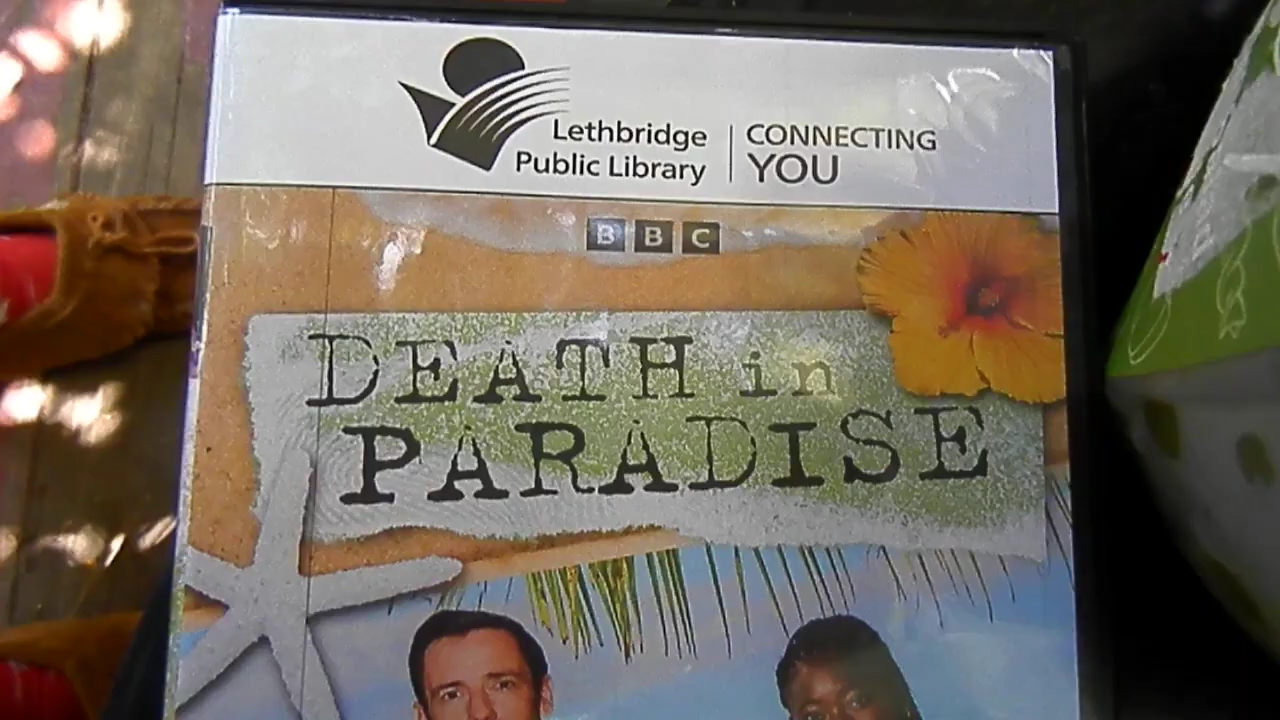 Lethbridge
Public Library
CONNECTING
YOU
BBC
DEATH in
PARADISE